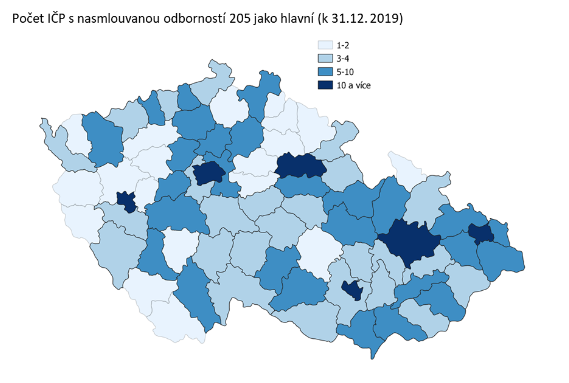 Počet IČP s nasmlouvanou odborností 205 jako hlavní (k 31.12. 2019)
1-2
3-4
5-10
10 a více